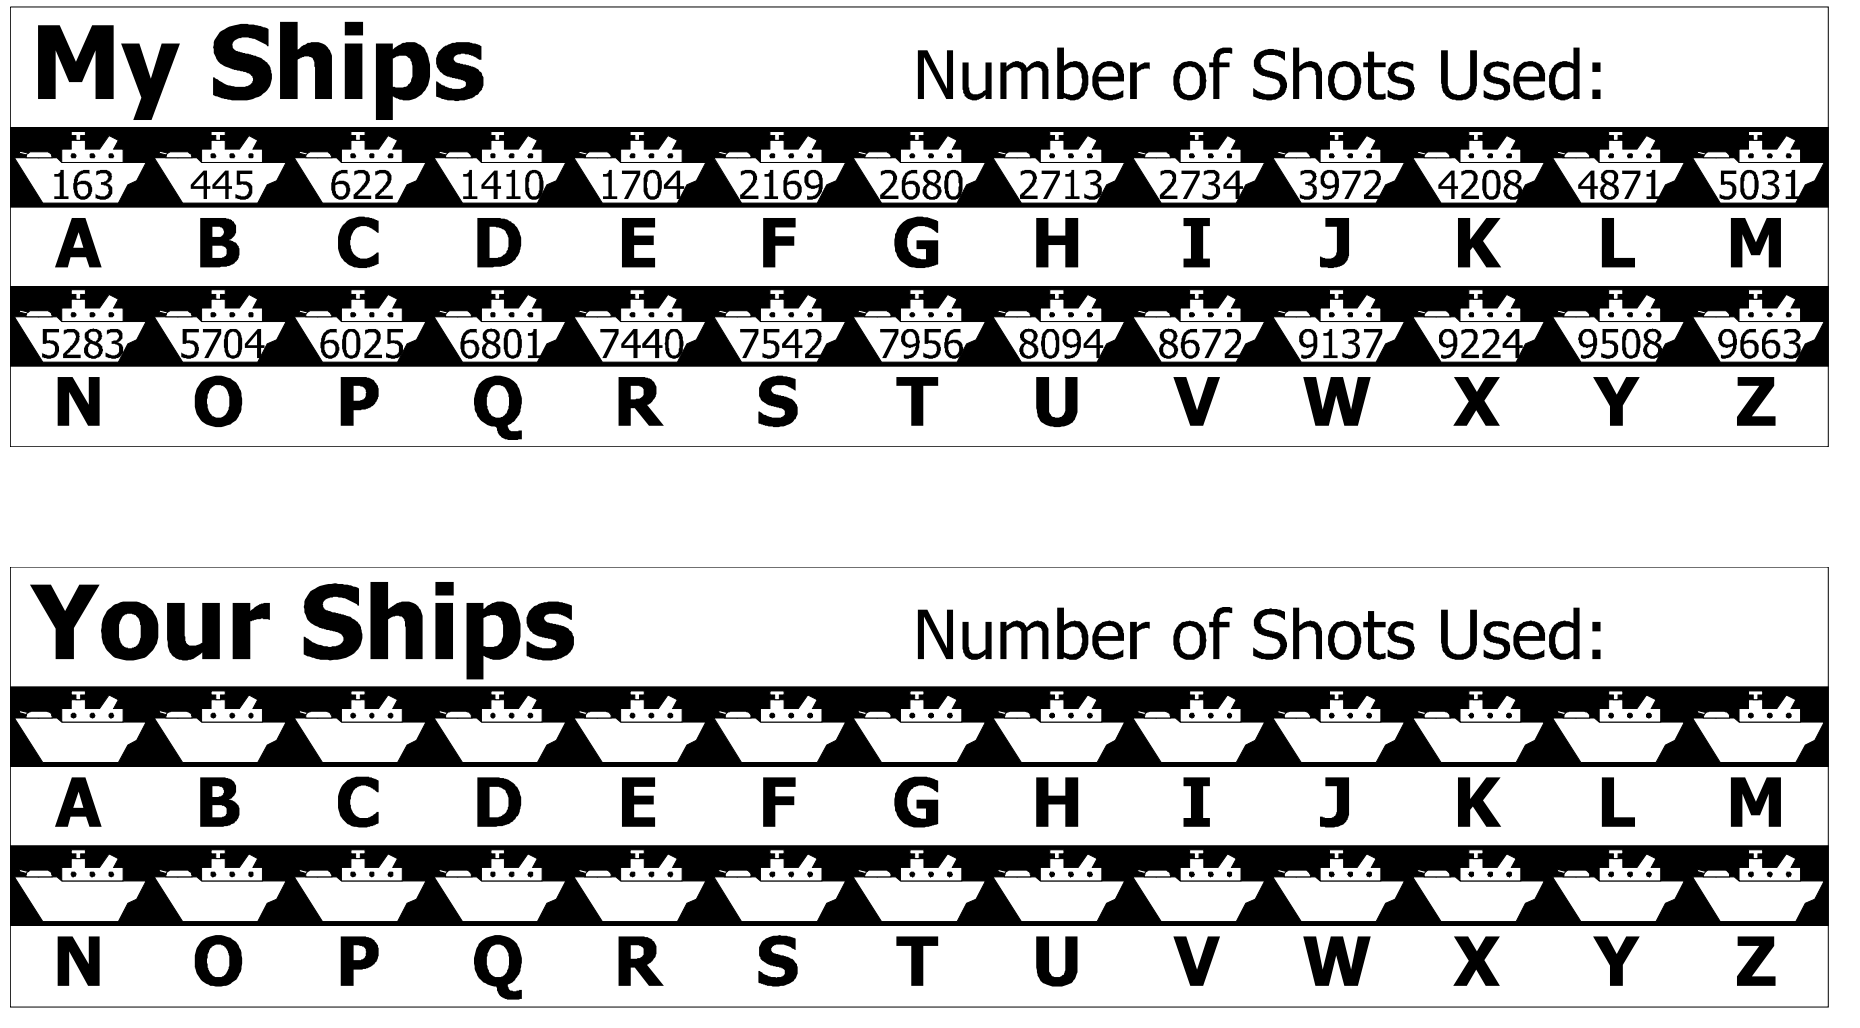 My Ships Number of Shots Used:
163 445 622 1410 1704 2169 2680 2713 2734 3972 4208 4871 5031
A B C D E F G H I J K L M
5283 5704 6025 6801 7440 7542 7956 8094 8672 9137 9224 9508 9663
N O P Q R S T U V W X Y Z
Your Ships Number of Shots Used:
A B C D E F G H I J K L M
N O P Q R S T U V W X Y Z